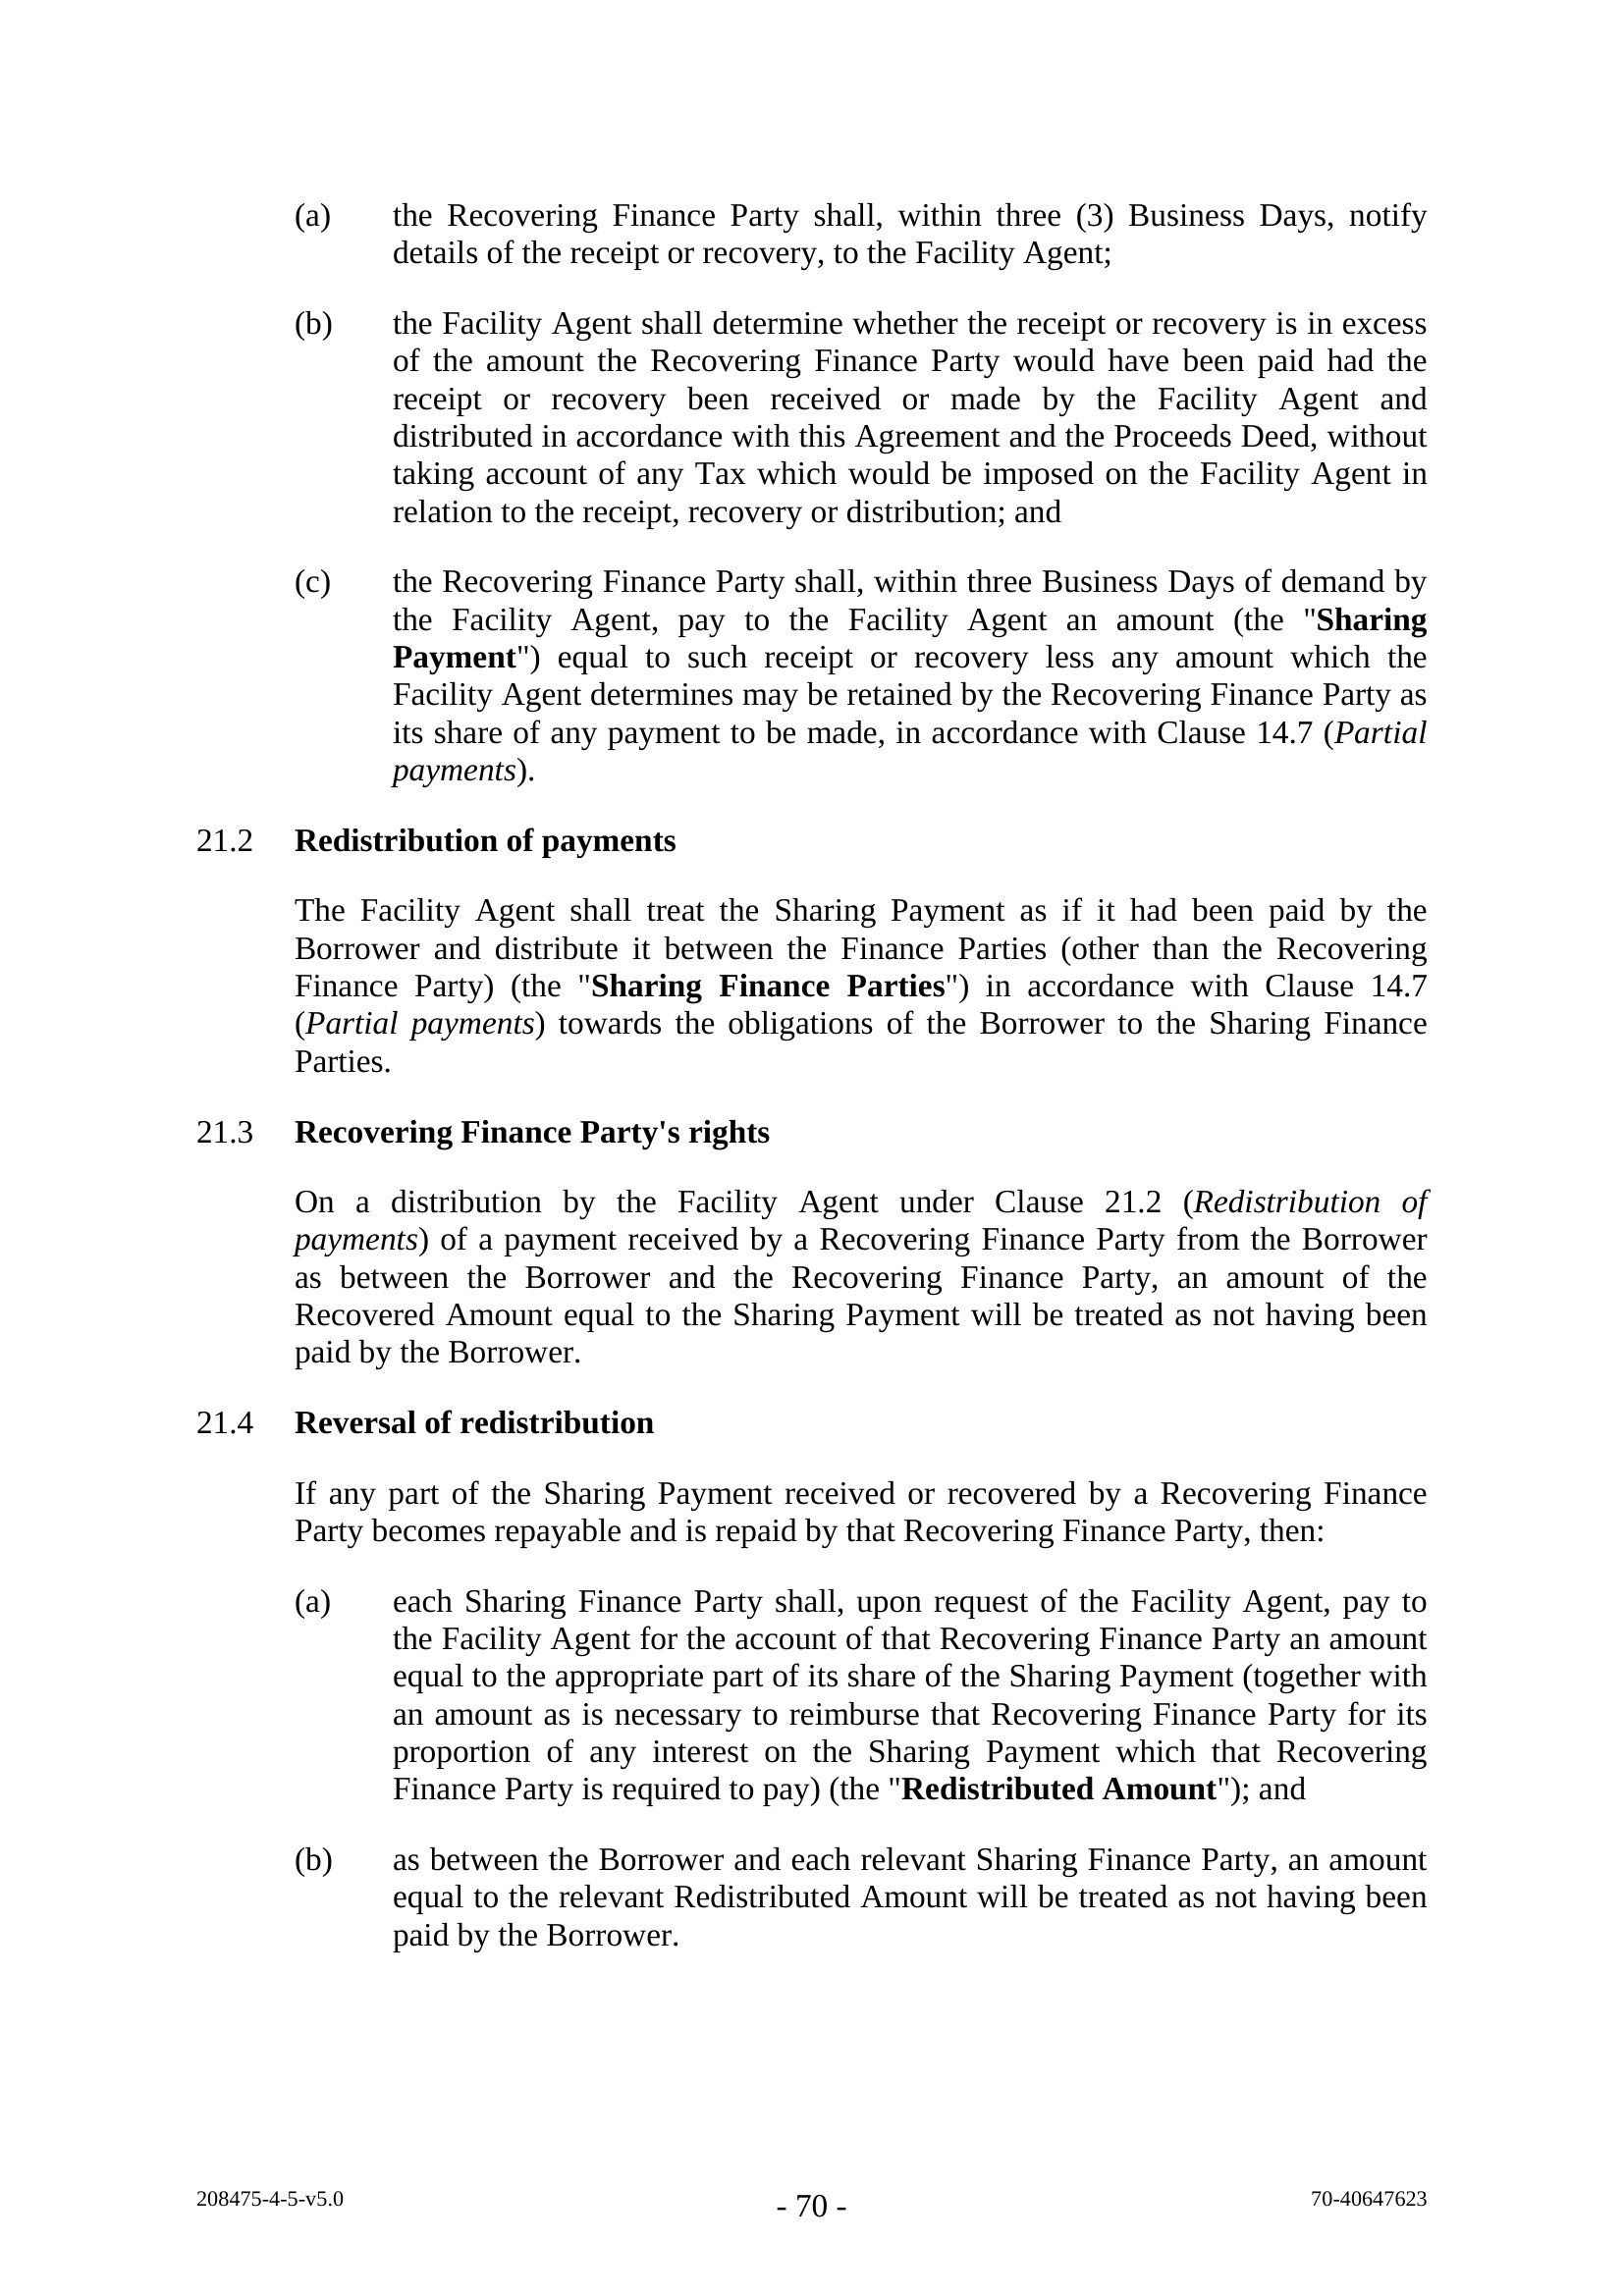 (a) the Recovering Finance Party shall, within three (3) Business Days, notify
details of the receipt or recovery, to the Facility Agent;
(b) the Facility Agent shall determine whether the receipt or recovery is in excess
of the amount the Recovering Finance Party would have been paid had the
receipt or recovery been received or made by the Facility Agent and
distributed in accordance with this Agreement and the Proceeds Deed, without
taking account of any Tax which would be imposed on the Facility Agent in
relation to the receipt, recovery or distribution; and
(c) the Recovering Finance Party shall, within three Business Days of demand by
the Facility Agent, pay to the Facility Agent an amount (the "Sharing
Payment") equal to such receipt or recovery less any amount which the
Facility Agent determines may be retained by the Recovering Finance Party as
its share of any payment to be made, in accordance with Clause 14.7 (Partial
payments).
21.2 Redistribution of payments
The Facility Agent shall treat the Sharing Payment as if it had been paid by the
Borrower and distribute it between the Finance Parties (other than the Recovering
Finance Party) (the "Sharing Finance Parties") in accordance with Clause 14.7
(Partial payments) towards the obligations of the Borrower to the Sharing Finance
Parties.
21.3 Recovering Finance Party's rights
On a distribution by the Facility Agent under Clause 21.2 (Redistribution of
payments) of a payment received by a Recovering Finance Party from the Borrower
as between the Borrower and the Recovering Finance Party, an amount of the
Recovered Amount equal to the Sharing Payment will be treated as not having been
paid by the Borrower.
21.4 Reversal of redistribution
If any part of the Sharing Payment received or recovered by a Recovering Finance
Party becomes repayable and is repaid by that Recovering Finance Party, then:
(a) each Sharing Finance Party shall, upon request of the Facility Agent, pay to
the Facility Agent for the account of that Recovering Finance Party an amount
equal to the appropriate part of its share of the Sharing Payment (together with
an amount as is necessary to reimburse that Recovering Finance Party for its
proportion of any interest on the Sharing Payment which that Recovering
Finance Party is required to pay) (the "Redistributed Amount"); and
(b) as between the Borrower and each relevant Sharing Finance Party, an amount
equal to the relevant Redistributed Amount will be treated as not having been
paid by the Borrower.
208475-4-5-v5.0 - 70 - 70-40647623